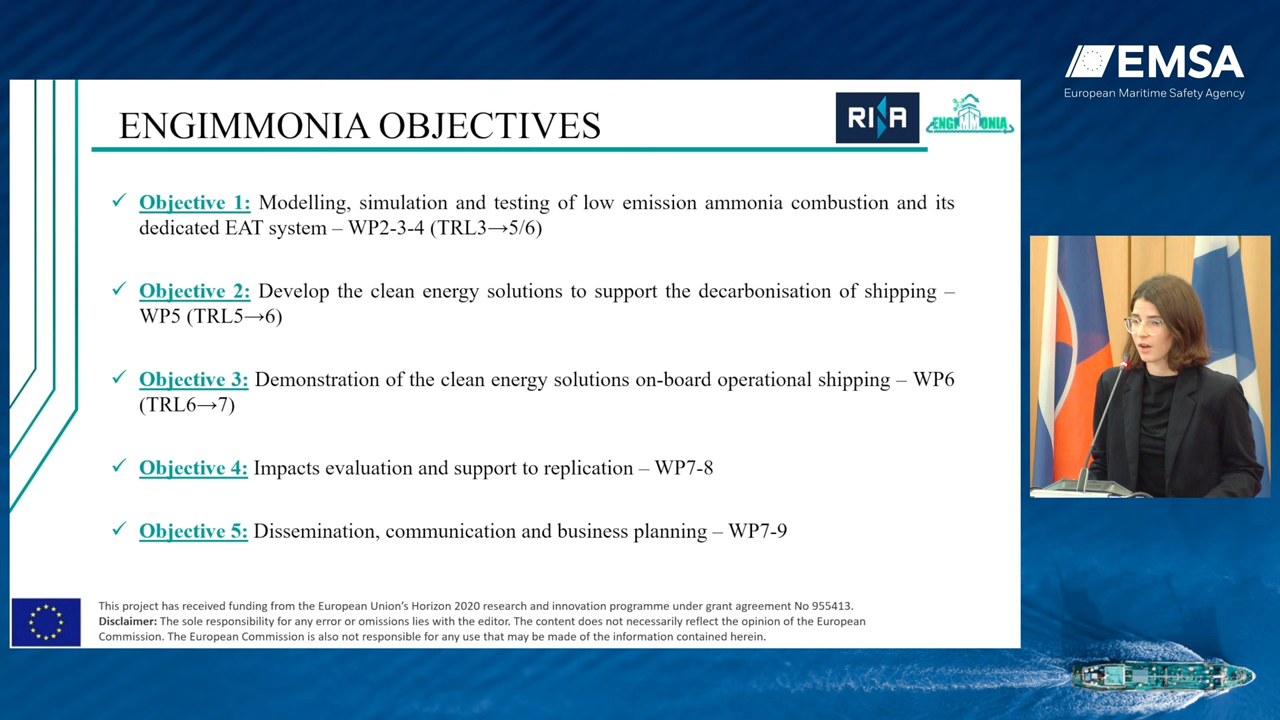 EMSA
European Maritime Safety Agency
ENGIMMONIA OBJECTIVES
RINA
ENGIMMONIA
✓ Objective 1: Modelling, simulation and testing of low emission ammonia combustion and its
dedicated EAT system – WP2-3-4 (TRL3→5/6)
✓ Objective 2: Develop the clean energy solutions to support the decarbonisation of shipping –
WP5 (TRL5→6)
✓ Objective 3: Demonstration of the clean energy solutions on-board operational shipping – WP6
(TRL6→7)
✓ Objective 4: Impacts evaluation and support to replication – WP7-8
✓ Objective 5: Dissemination, communication and business planning – WP7-9
This project has received funding from the European Union’s Horizon 2020 research and innovation programme under grant agreement No 955413.
Disclaimer: The sole responsibility for any error or omissions lies with the editor. The content does not necessarily reflect the opinion of the European
Commission. The European Commission is also not responsible for any use that may be made of the information contained herein.